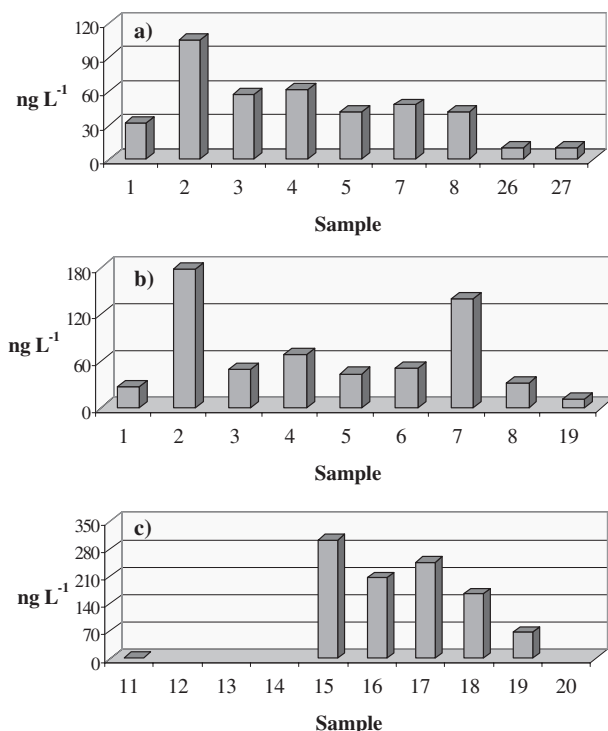 a)
120
90
60
30
0
ng L-1
1 2 3 4 5 7 8 26 27
Sample
b)
180
120
60
0
ng L-1
1 2 3 4 5 6 7 8 19
Sample
c)
350
280
210
140
70
0
ng L-1
11 12 13 14 15 16 17 18 19 20
Sample